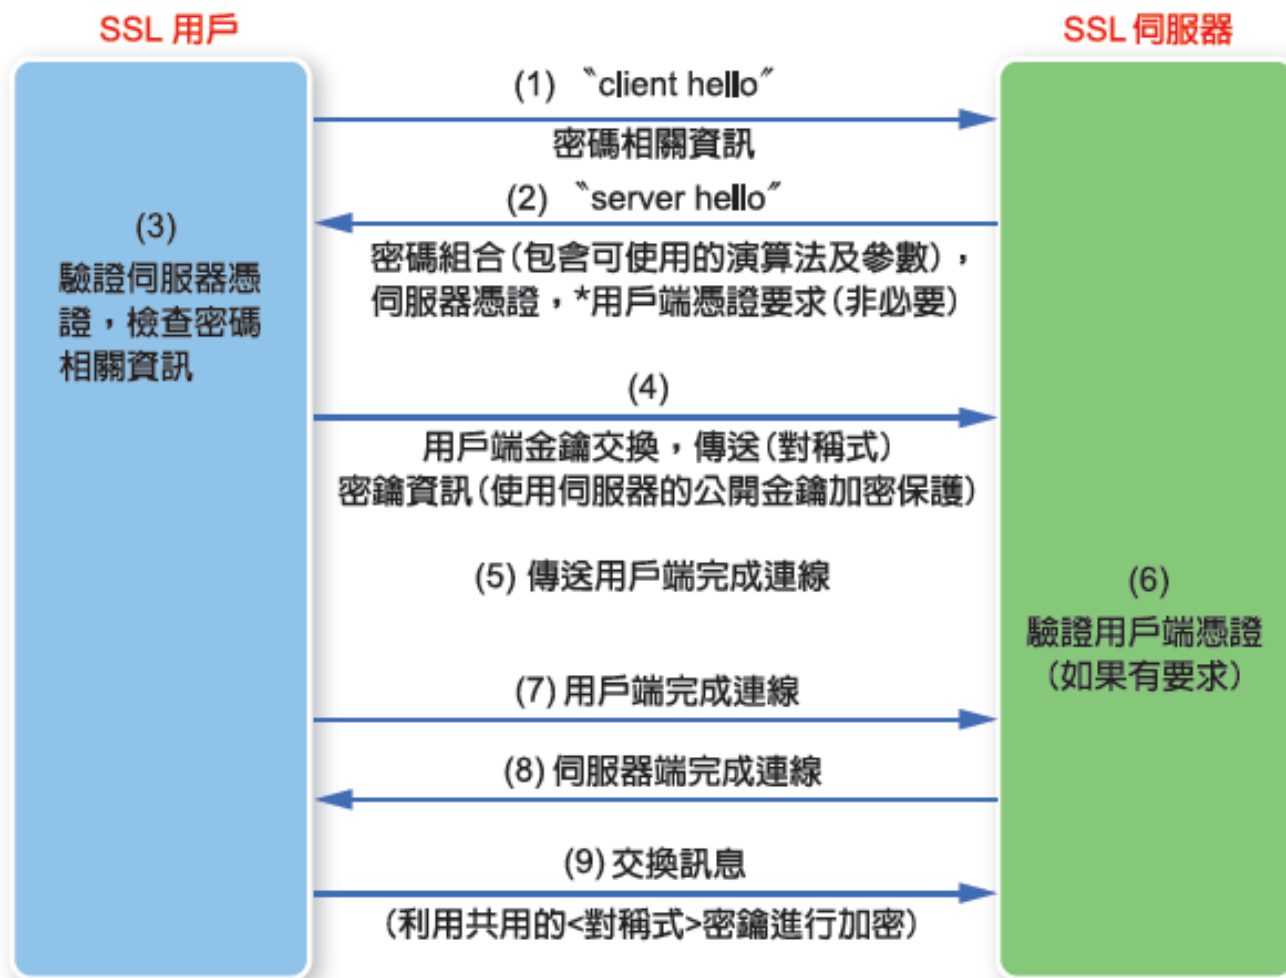 SSL 用戶
SSL 伺服器
(1) 〝client hello〞
密碼相關資訊
(2) 〝server hello〞
密碼組合(包含可使用的演算法及參數)，
伺服器憑證，*用戶端憑證要求(非必要)
(3)
驗證伺服器憑
證，檢查密碼
相關資訊
(4)
用戶端金鑰交換，傳送(對稱式)
密鑰資訊(使用伺服器的公開金鑰加密保護)
(5) 傳送用戶端完成連線
(6)
驗證用戶端憑證
(如果有要求)
(7) 用戶端完成連線
(8) 伺服器端完成連線
(9) 交換訊息
(利用共用的<對稱式>密鑰進行加密)